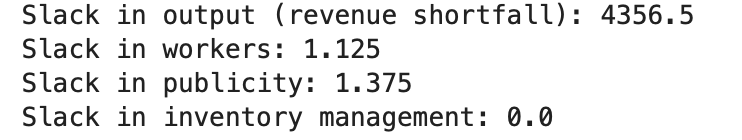 Slack in output (revenue shortfall): 4356.5
Slack in workers: 1.125
Slack in publicity: 1.375
Slack in inventory management: 0.0